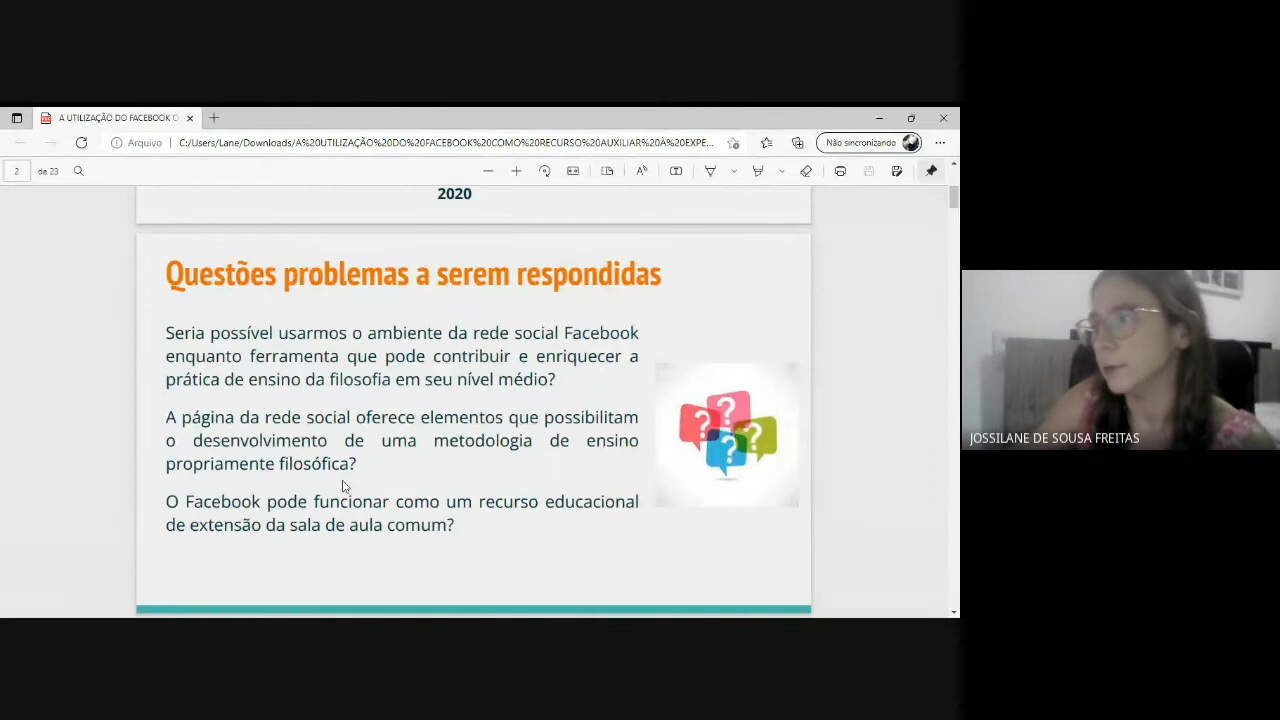 A UTILIZAÇÃO DO FACEBOOK C
Arquivo
C:/Users/Lane/Downloads/A%20UTILIZAÇÃO%20DO%20FACEBOOK%20COMO%20RECURSO%20AUXILIAR%20À%20EXPE...
Não sincronizando
2
de 23
2020
Questões problemas a serem respondidas
Seria possível usarmos o ambiente da rede social Facebook
enquanto ferramenta que pode contribuir e enriquecer a
prática de ensino da filosofia em seu nível médio?
A página da rede social oferece elementos que possibilitam
o desenvolvimento de uma metodologia de ensino
propriamente filosófica?
O Facebook pode funcionar como um recurso educacional
de extensão da sala de aula comum?
JOSSILANE DE SOUSA FREITAS